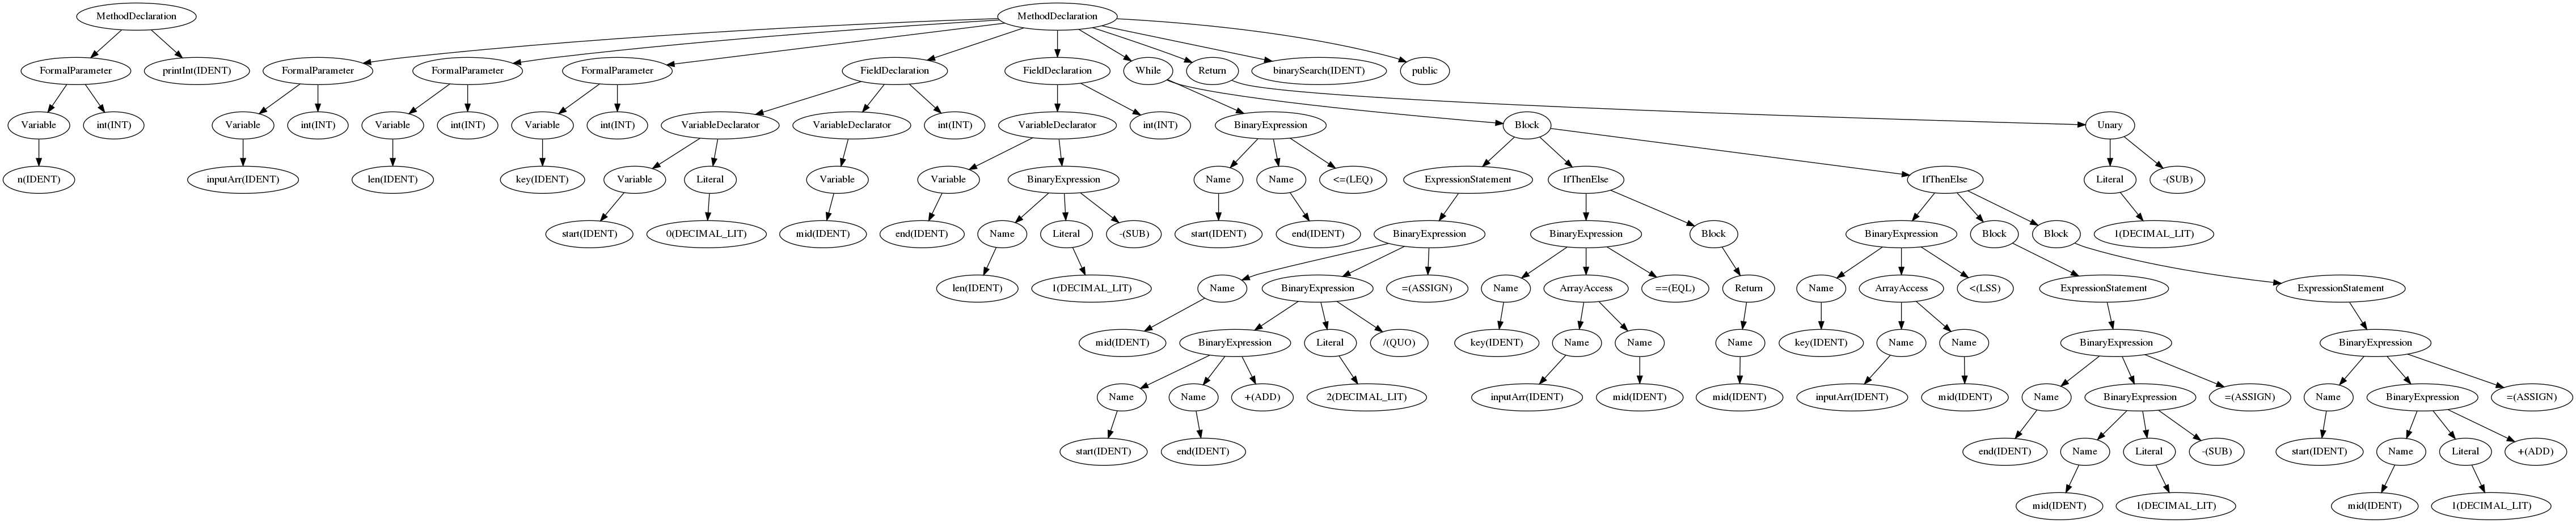 MethodDeclaration MethodDeclaration
FormalParameter printInt(IDENT) FormalParameter FormalParameter FormalParameter FieldDeclaration FieldDeclaration While Return binarySearch(IDENT) public
Variable int(INT) Variable int(INT) Variable int(INT) Variable int(INT) VariableDeclarator VariableDeclarator int(INT) VariableDeclarator int(INT) BinaryExpression Block Unary
n(IDENT) inputArr(IDENT) len(IDENT) key(IDENT) Variable Literal Variable Variable BinaryExpression Name Name <=(LEQ) ExpressionStatement IfThenElse IfThenElse Literal -(SUB)
start(IDENT) 0(DECIMAL_LIT) mid(IDENT) end(IDENT) Name Literal -(SUB) start(IDENT) end(IDENT) BinaryExpression BinaryExpression Block BinaryExpression Block Block 1(DECIMAL_LIT)
len(IDENT) 1(DECIMAL_LIT) Name BinaryExpression =(ASSIGN) Name ArrayAccess ==(EQL) Return Name ArrayAccess <(LSS) ExpressionStatement ExpressionStatement
mid(IDENT) BinaryExpression Literal /(QUO) key(IDENT) Name Name Name key(IDENT) Name Name BinaryExpression BinaryExpression
Name Name +(ADD) 2(DECIMAL_LIT) inputArr(IDENT) mid(IDENT) mid(IDENT) inputArr(IDENT) mid(IDENT) Name BinaryExpression =(ASSIGN) Name BinaryExpression =(ASSIGN)
start(IDENT) end(IDENT) end(IDENT) Name Literal -(SUB) start(IDENT) Name Literal +(ADD)
mid(IDENT) 1(DECIMAL_LIT) mid(IDENT) 1(DECIMAL_LIT)